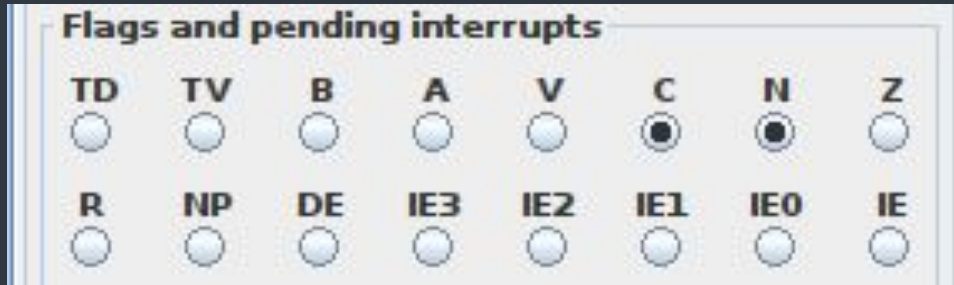 Flags and pending interrupts
TD TV B A V C N Z
R NP DE IE3 IE2 IE1 IE0 IE